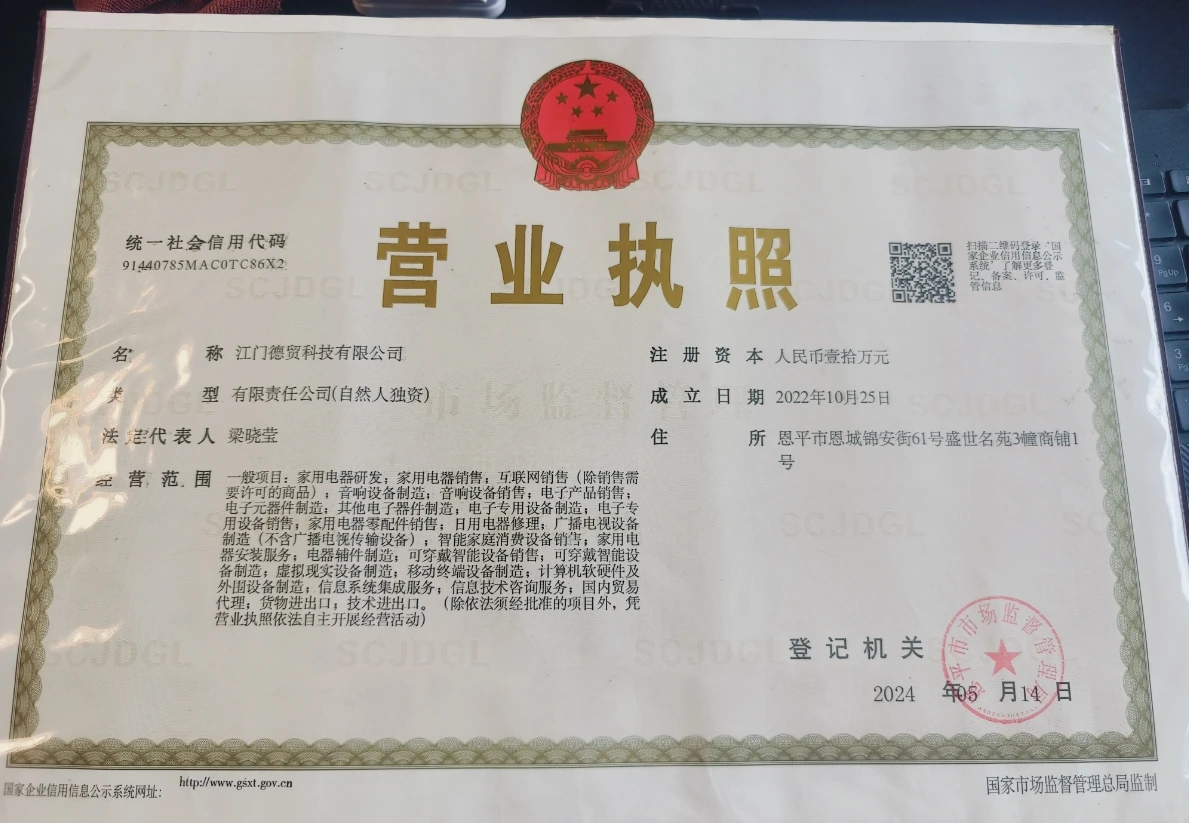 营业执照
统一社会信用代码
91440785MAC0TC86X2
扫描二维码登录‘国
家企业信用信息公示
系统’了解更多登
记、备案、许可、监
管信息
名称 江门德贸科技有限公司
类型 有限责任公司(自然人独资)
法定代表人 梁晓莹
经营范围 一般项目：家用电器研发；家用电器销售；互联网销售（除销售需
要许可的商品）；音响设备制造；音响设备销售；电子产品销售；
电子元器件制造；其他电子器件制造；电子专用设备制造；电子专
用设备销售；家用电器零配件销售；日用电器修理；广播电视设备
制造（不含广播电视传输设备）；智能家庭消费设备销售；家用电
器安装服务；电器辅件制造；可穿戴智能设备销售；可穿戴智能设
备制造；虚拟现实设备制造；移动终端设备制造；计算机软硬件及
外围设备制造；信息系统集成服务；信息技术咨询服务；国内贸易
代理；货物进出口；技术进出口。（除依法须经批准的项目外，凭
营业执照依法自主开展经营活动）
注册资本 人民币壹拾万元
成立日期 2022年10月25日
住所 恩平市恩城锦安街61号盛世名苑3幢商铺1
号
登记机关
恩平市市场监督管理局
2024 年05 月14 日
国家企业信用信息公示系统网址：
http://www.gsxt.gov.cn
国家市场监督管理总局监制
SCJDGL
市场监督管理